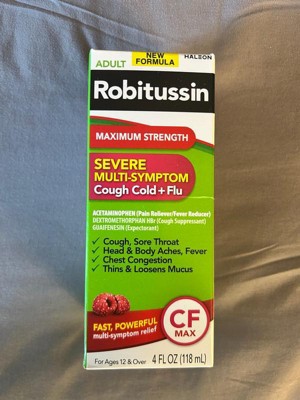 ADULT
NEW
FORMULA
HALEON
Robitussin
MAXIMUM STRENGTH
SEVERE
MULTI-SYMPTOM
Cough Cold + Flu
ACETAMINOPHEN (Pain Reliever/Fever Reducer)
DEXTROMETHORPHAN HBr (Cough Suppressant)
GUAIFENESIN (Expectorant)
✓ Cough, Sore Throat
✓ Head & Body Aches, Fever
✓ Chest Congestion
✓ Thins & Loosens Mucus
FAST, POWERFUL
multi-symptom relief
CF
MAX
For Ages 12 & Over
4 FL OZ (118 mL)